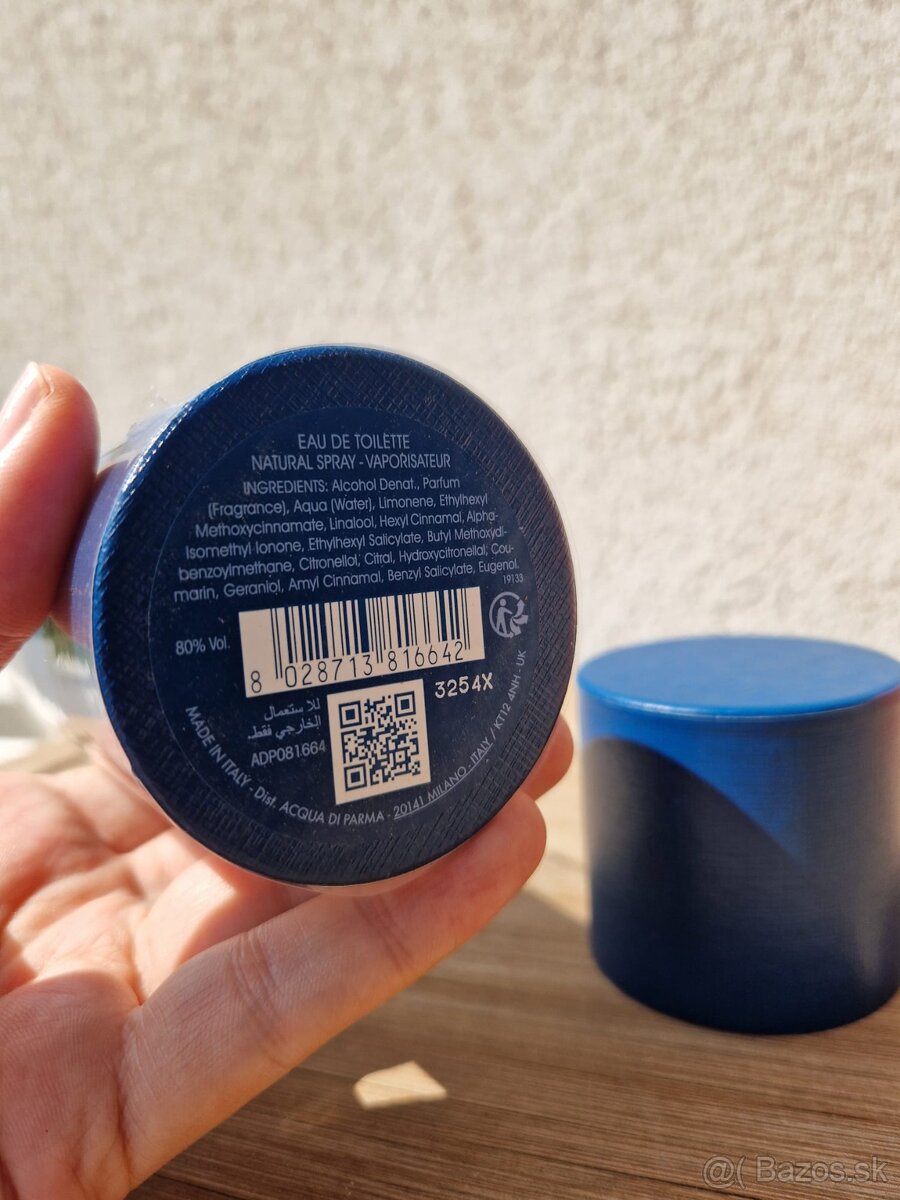 EAU DE TOILETTE
NATURAL SPRAY - VAPORISATEUR
INGREDIENTS: Alcohol Denat., Parfum
(Fragrance), Aqua (Water), Limonene, Ethylhexyl
Methoxycinnamate, Linalool, Hexyl Cinnamal, Alpha-
Isomethyl Ionone, Ethylhexyl Salicylate, Butyl Methoxydi-
benzoylmethane, Citronellol, Citral, Hydroxycitronellal, Cou-
marin, Geraniol, Amyl Cinnamal, Benzyl Salicylate, Eugenol.
19133
80% Vol.
8 028713 816642
3254X
للاستعمال
الخارجي فقط.
ADP081664
MADE IN ITALY - Dist. ACQUA DI PARMA - 20141 MILANO - ITALY / KT12 4NH - UK
@( Bazos.sk